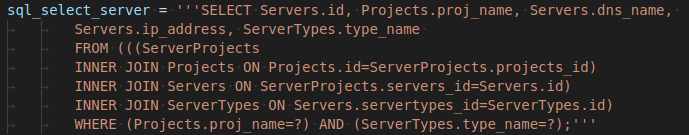 sql_select_server = '''SELECT Servers.id, Projects.proj_name, Servers.dns_name,
Servers.ip_address, ServerTypes.type_name
FROM (((ServerProjects
INNER JOIN Projects ON Projects.id=ServerProjects.projects_id)
INNER JOIN Servers ON ServerProjects.servers_id=Servers.id)
INNER JOIN ServerTypes ON Servers.servertypes_id=ServerTypes.id)
WHERE (Projects.proj_name=?) AND (ServerTypes.type_name=?);'''